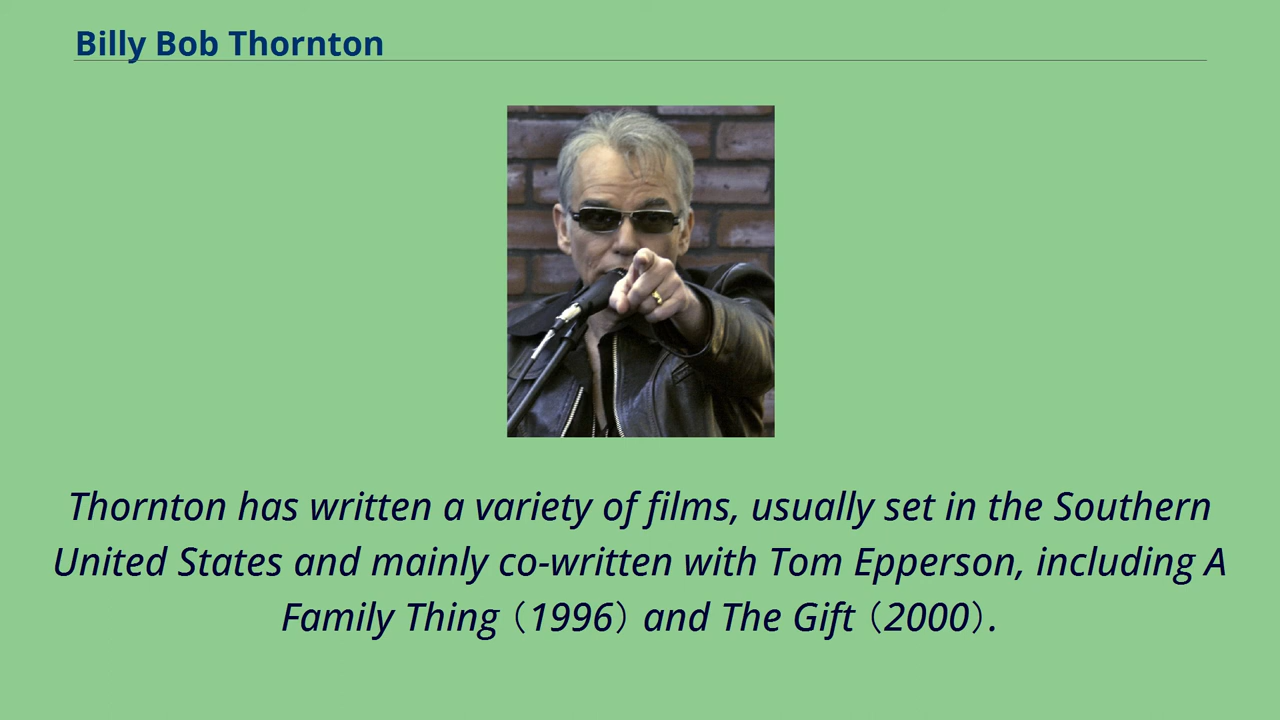 Billy Bob Thornton
Thornton has written a variety of films, usually set in the Southern
United States and mainly co-written with Tom Epperson, including A
Family Thing（1996）and The Gift（2000）.